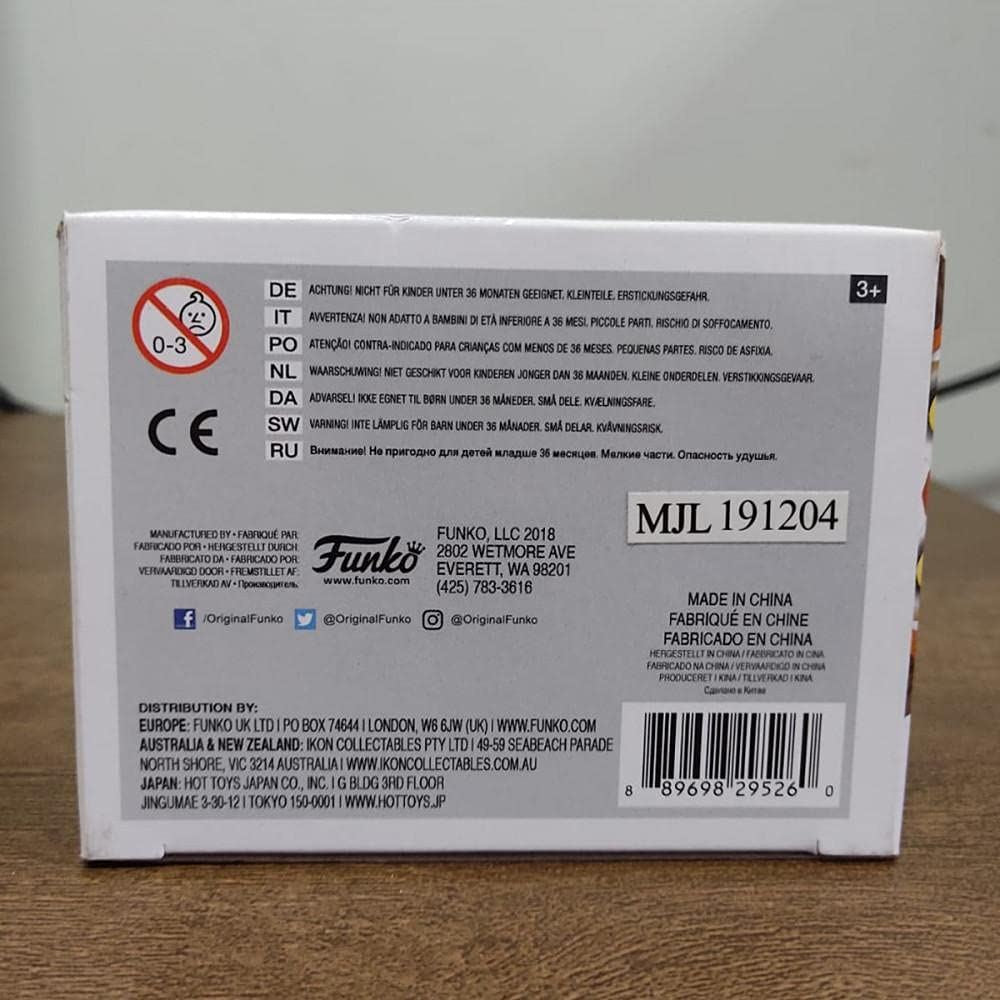 0-3
DE ACHTUNG! NICHT FÜR KINDER UNTER 36 MONATEN GEEIGNET. KLEINTEILE. ERSTICKUNGSGEFAHR.
3+
IT AVVERTENZA! NON ADATTO A BAMBINI DI ETÀ INFERIORE A 36 MESI. PICCOLE PARTI. RISCHIO DI SOFFOCAMENTO.
PO ATENÇÃO! CONTRA-INDICADO PARA CRIANÇAS COM MENOS DE 36 MESES. PEQUENAS PARTES. RISCO DE ASFIXIA.
NL WAARSCHUWING! NIET GESCHIKT VOOR KINDEREN JONGER DAN 36 MAANDEN. KLEINE ONDERDELEN. VERSTIKKINGSGEVAAR.
DA ADVARSEL! IKKE EGNET TIL BØRN UNDER 36 MÅNEDER. SMÅ DELE. KVÆLNINGSFARE.
SW VARNING! INTE LÄMPLIG FÖR BARN UNDER 36 MÅNADER. SMÅ DELAR. KVÄVNINGSRISK.
RU Внимание! Не пригодно для детей младше 36 месяцев. Мелкие части. Опасность удушья.
CE
MJL 191204
MANUFACTURED BY • FABRIQUÉ PAR:
FABRICADO POR • HERGESTELLT DURCH:
FABBRICATO DA • FABRICADO POR:
VERVAARDIGD DOOR • FREMSTILLET AF:
TILLVERKAD AV • Производитель:
Funko
www.funko.com
FUNKO, LLC 2018
2802 WETMORE AVE
EVERETT, WA 98201
(425) 783-3616
/OriginalFunko @OriginalFunko @OriginalFunko
MADE IN CHINA
FABRIQUÉ EN CHINE
FABRICADO EN CHINA
HERGESTELLT IN CHINA / FABBRICATO IN CINA
FABRICADO NA CHINA / VERVAARDIGD IN CHINA
PRODUCERET I KINA / TILLVERKAD I KINA
Сделано в Китае
DISTRIBUTION BY:
EUROPE: FUNKO UK LTD | PO BOX 74644 | LONDON, W6 6JW (UK) | WWW.FUNKO.COM
AUSTRALIA & NEW ZEALAND: IKON COLLECTABLES PTY LTD | 49-59 SEABEACH PARADE
NORTH SHORE, VIC 3214 AUSTRALIA | WWW.IKONCOLLECTABLES.COM.AU
JAPAN: HOT TOYS JAPAN CO., INC. | G BLDG 3RD FLOOR
JINGUMAE 3-30-12 | TOKYO 150-0001 | WWW.HOTTOYS.JP
8 89698 29526 0